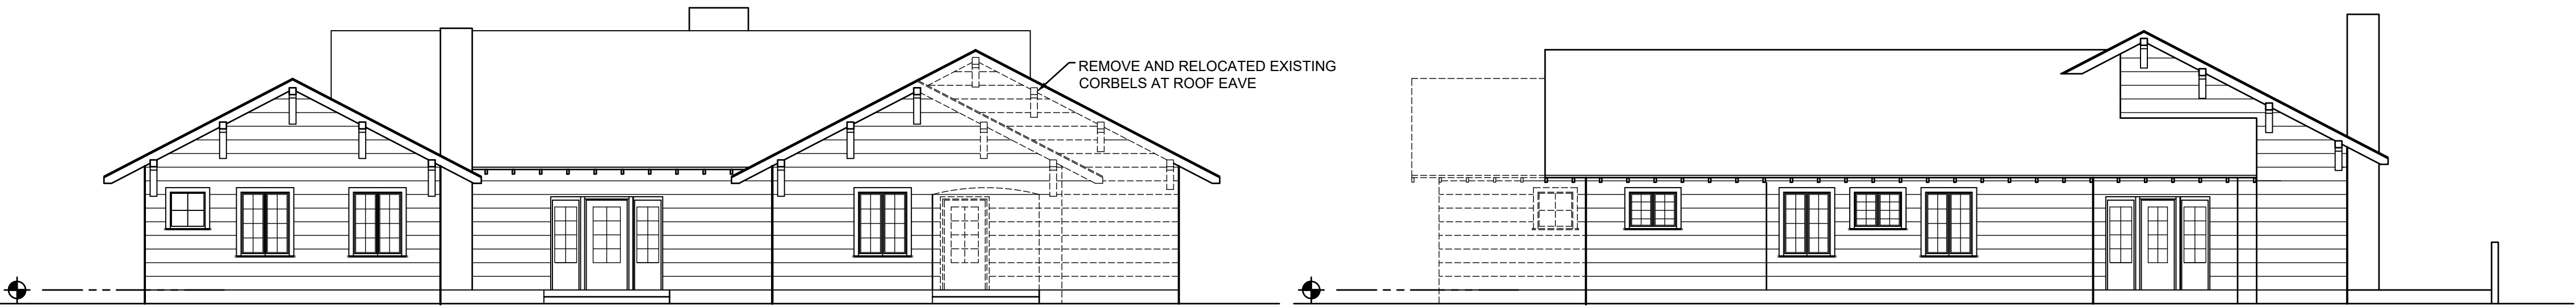 REMOVE AND RELOCATED EXISTING
CORBELS AT ROOF EAVE